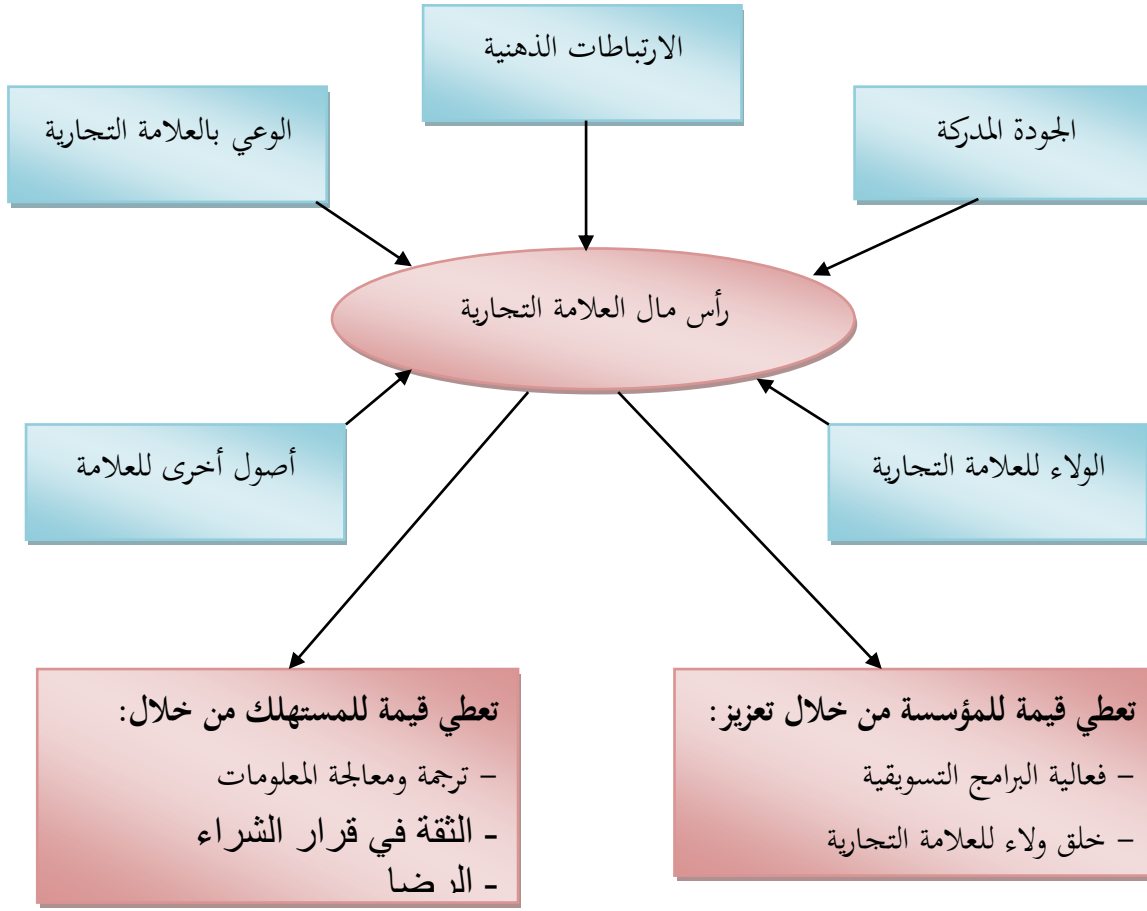 الارتباطات الذهنية
الجودة المدركة
الوعي بالعلامة التجارية
رأس مال العلامة التجارية
الولاء للعلامة التجارية
أصول أخرى للعلامة
تعطي قيمة للمؤسسة من خلال تعزيز:
– فعالية البرامج التسويقية
– خلق ولاء للعلامة التجارية
تعطي قيمة للمستهلك من خلال:
– ترجمة ومعالجة المعلومات
- الثقة في قرار الشراء
- الرضا